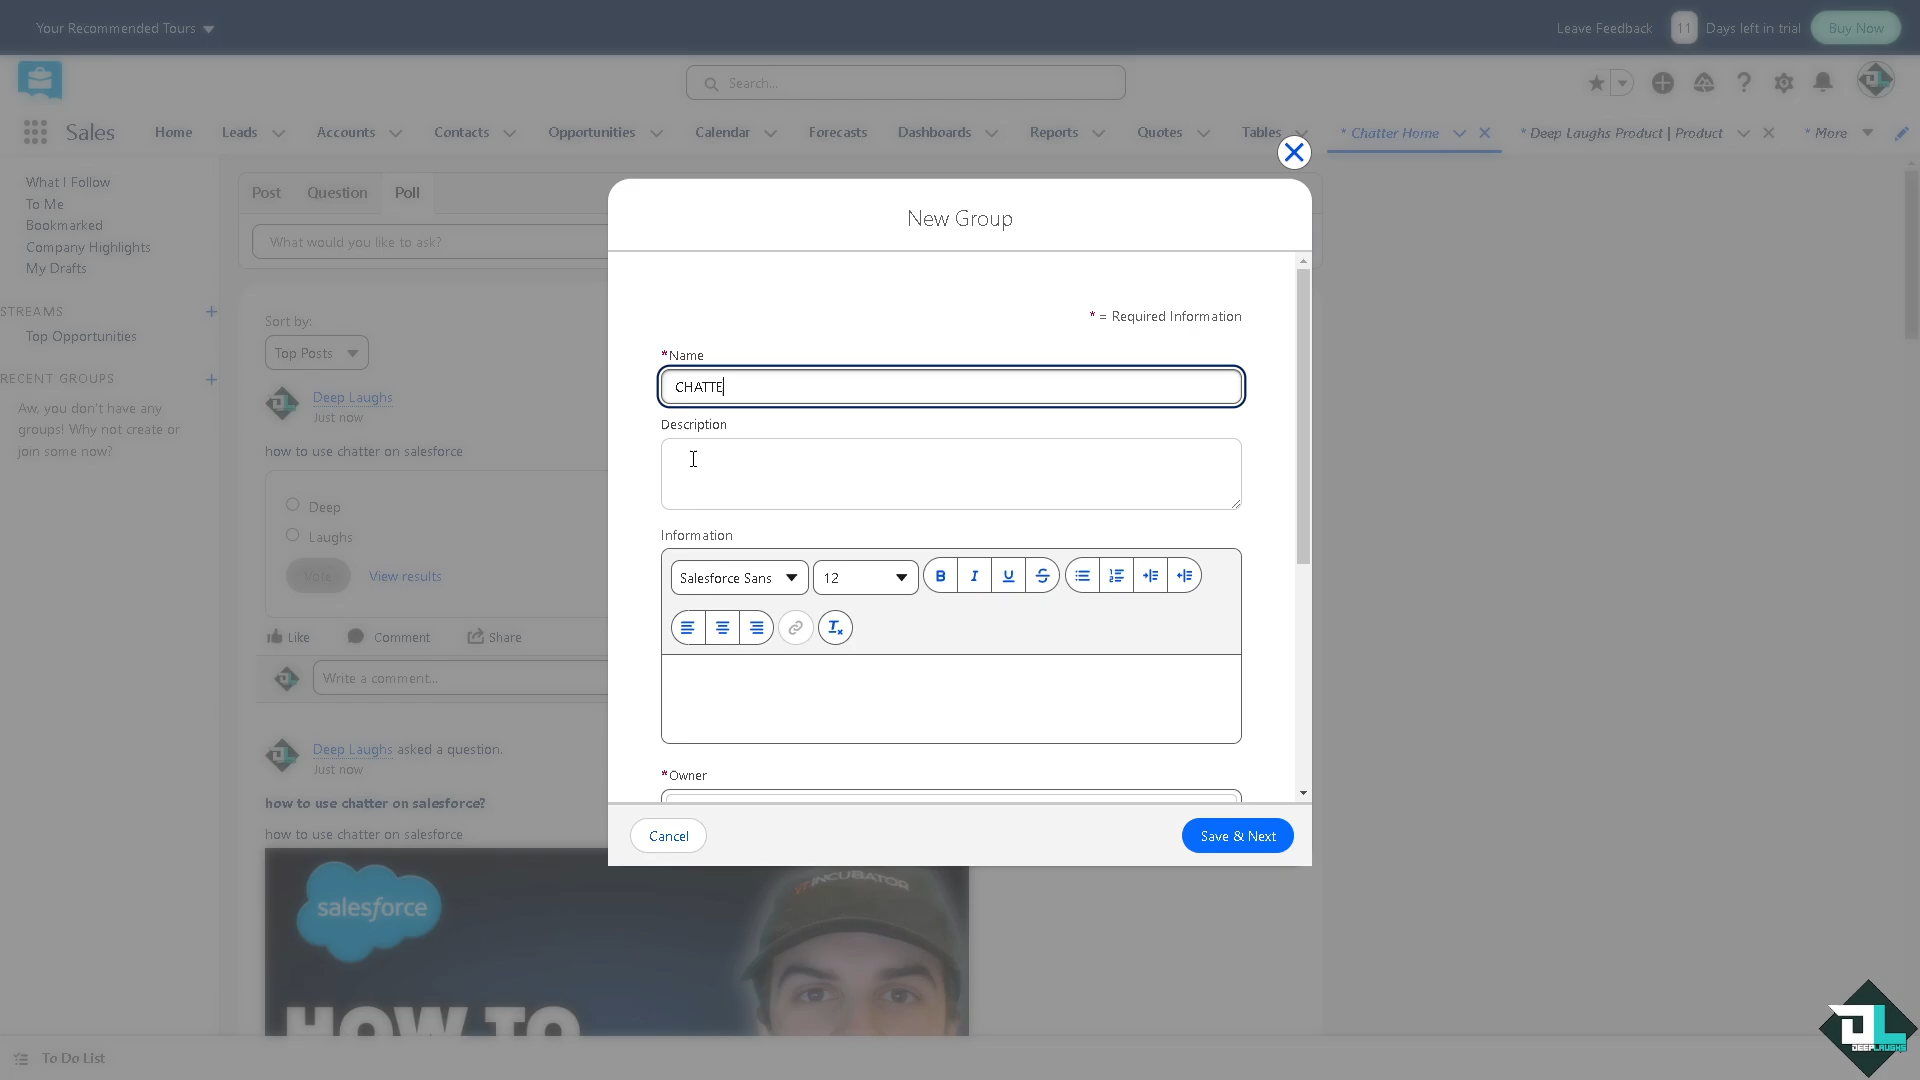 Your Recommended Tours
Leave Feedback
11
Days left in trial
Buy Now
Search...
Sales
Home
Leads
Accounts
Contacts
Opportunities
Calendar
Forecasts
Dashboards
Reports
Quotes
Tables
* Chatter Home
* Deep Laughs Product | Product
* More
What I Follow
To Me
Bookmarked
Company Highlights
My Drafts
STREAMS
Top Opportunities
RECENT GROUPS
Aw, you don't have any
groups! Why not create or
join some now?
Post
Question
Poll
What would you like to ask?
Sort by:
Top Posts
Deep Laughs
Just now
how to use chatter on salesforce
Deep
Laughs
Vote
View results
Like
Comment
Share
Write a comment...
Deep Laughs asked a question.
Just now
how to use chatter on salesforce?
how to use chatter on salesforce
salesforce
INCUBATOR
HOW TO
New Group
* = Required Information
*Name
CHATTE
Description
Information
Salesforce Sans
12
B
I
U
S
*Owner
Cancel
Save & Next
To Do List
DL
DEEPLAUGHS